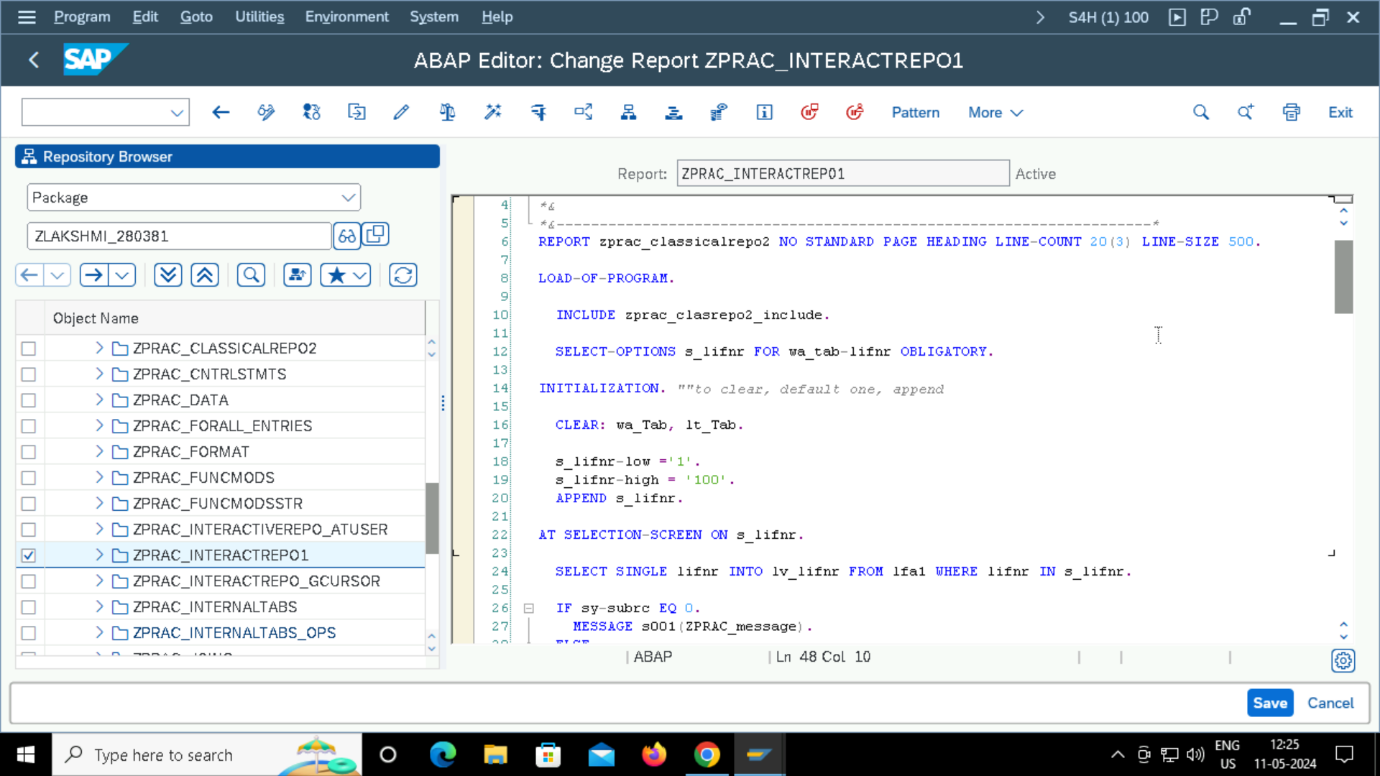 Program Edit Goto Utilities Environment System Help S4H (1) 100
SAP ABAP Editor: Change Report ZPRAC_INTERACTREPO1
Pattern More Exit
Repository Browser
Report: ZPRAC_INTERACTREPO1 Active
Package
ZLAKSHMI_280381
Object Name
ZPRAC_CLASSICALREPO2
ZPRAC_CNTRLSTMTS
ZPRAC_DATA
ZPRAC_FORALL_ENTRIES
ZPRAC_FORMAT
ZPRAC_FUNCMODS
ZPRAC_FUNCMODSSTR
ZPRAC_INTERACTIVEREPO_ATUSER
ZPRAC_INTERACTREPO1
ZPRAC_INTERACTREPO_GCURSOR
ZPRAC_INTERNALTABS
ZPRAC_INTERNALTABS_OPS
4 *&
5 *&---------------------------------------------------------------------*
6 REPORT zprac_classicalrepo2 NO STANDARD PAGE HEADING LINE-COUNT 20(3) LINE-SIZE 500.
7
8 LOAD-OF-PROGRAM.
9
10 INCLUDE zprac_clasrepo2_include.
11
12 SELECT-OPTIONS s_lifnr FOR wa_tab-lifnr OBLIGATORY.
13
14 INITIALIZATION. ""to clear, default one, append
15
16 CLEAR: wa_Tab, lt_Tab.
17
18 s_lifnr-low ='1'.
19 s_lifnr-high = '100'.
20 APPEND s_lifnr.
21
22 AT SELECTION-SCREEN ON s_lifnr.
23
24 SELECT SINGLE lifnr INTO lv_lifnr FROM lfa1 WHERE lifnr IN s_lifnr.
25
26 IF sy-subrc EQ 0.
27 MESSAGE s001(ZPRAC_message).
ABAP Ln 48 Col 10
Save Cancel
Type here to search
ENG
US
12:25
11-05-2024